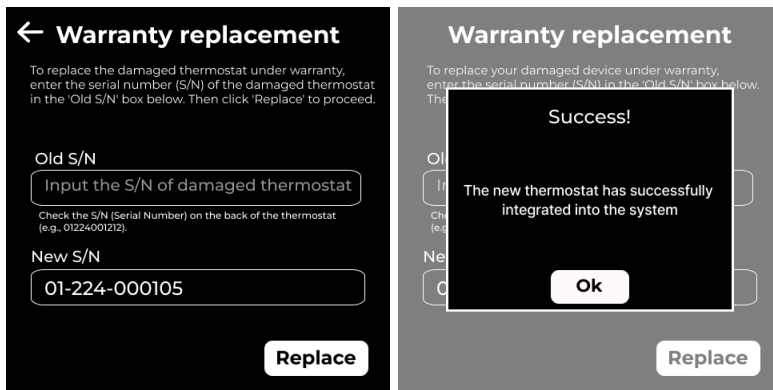 Warranty replacement
To replace the damaged thermostat under warranty,
enter the serial number (S/N) of the damaged thermostat
in the 'Old S/N' box below. Then click 'Replace' to proceed.
Old S/N
Input the S/N of damaged thermostat
Check the S/N (Serial Number) on the back of the thermostat
(e.g., 01224001212).
New S/N
01-224-000105
Replace
Warranty replacement
To replace your damaged device under warranty,
enter the serial number (S/N) in the 'Old S/N' box below.
Success!
The new thermostat has successfully
integrated into the system
Ok
Replace